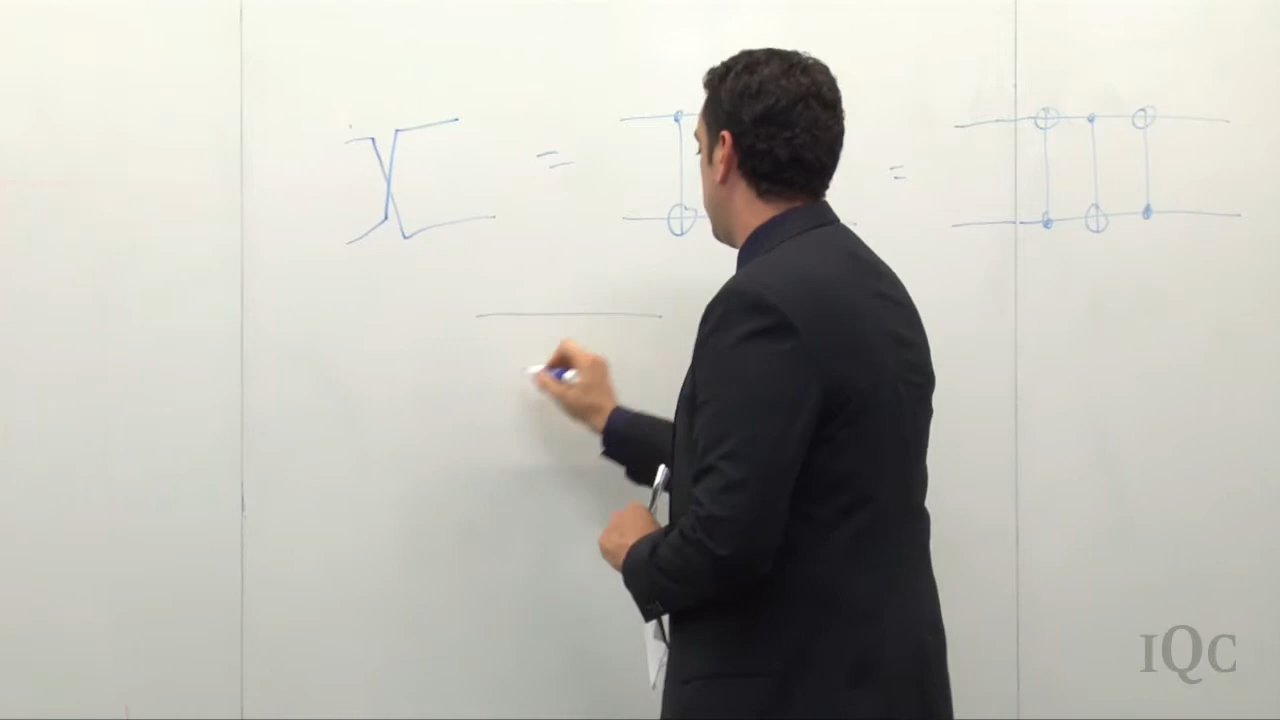 =
=
IQC